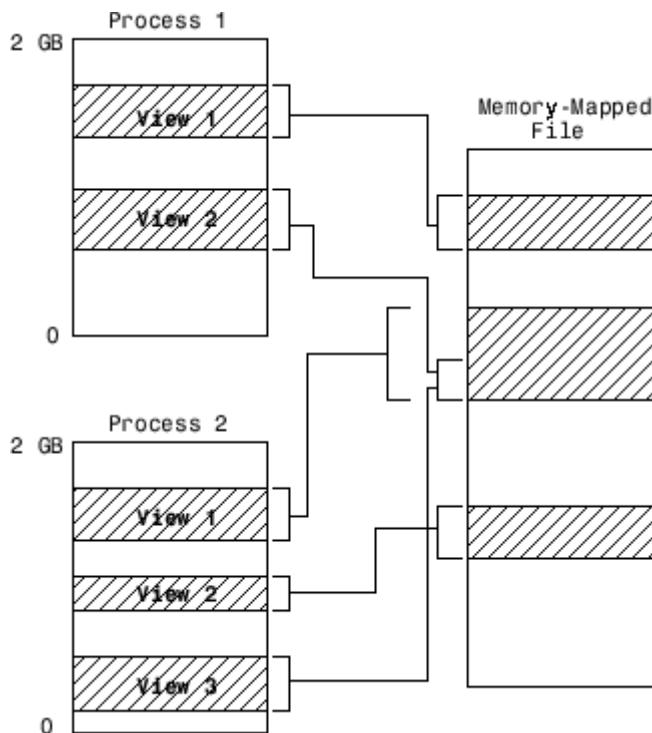 Process 1
2 GB
View 1
View 2
0
Memory-Mapped
File
Process 2
2 GB
View 1
View 2
View 3
0